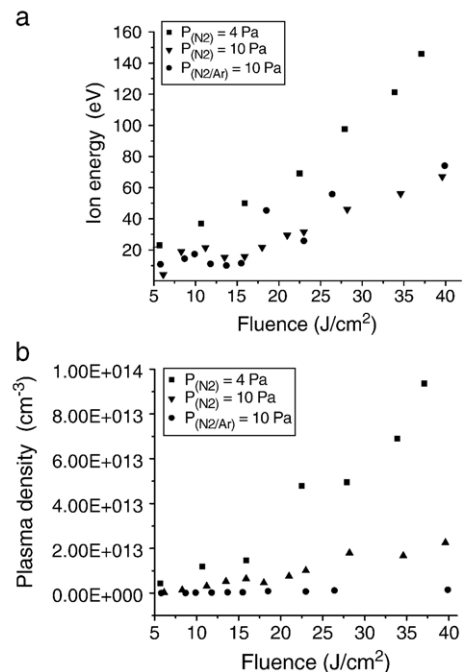 a
P(N2) = 4 Pa
P(N2) = 10 Pa
P(N2/Ar) = 10 Pa
160
140
120
100
80
60
40
20
Ion energy (eV)
5 10 15 20 25 30 35 40
Fluence (J/cm2)
b
P(N2) = 4 Pa
P(N2) = 10 Pa
P(N2/Ar) = 10 Pa
1.00E+014
8.00E+013
6.00E+013
4.00E+013
2.00E+013
0.00E+000
Plasma density (cm-3)
5 10 15 20 25 30 35 40
Fluence (J/cm2)